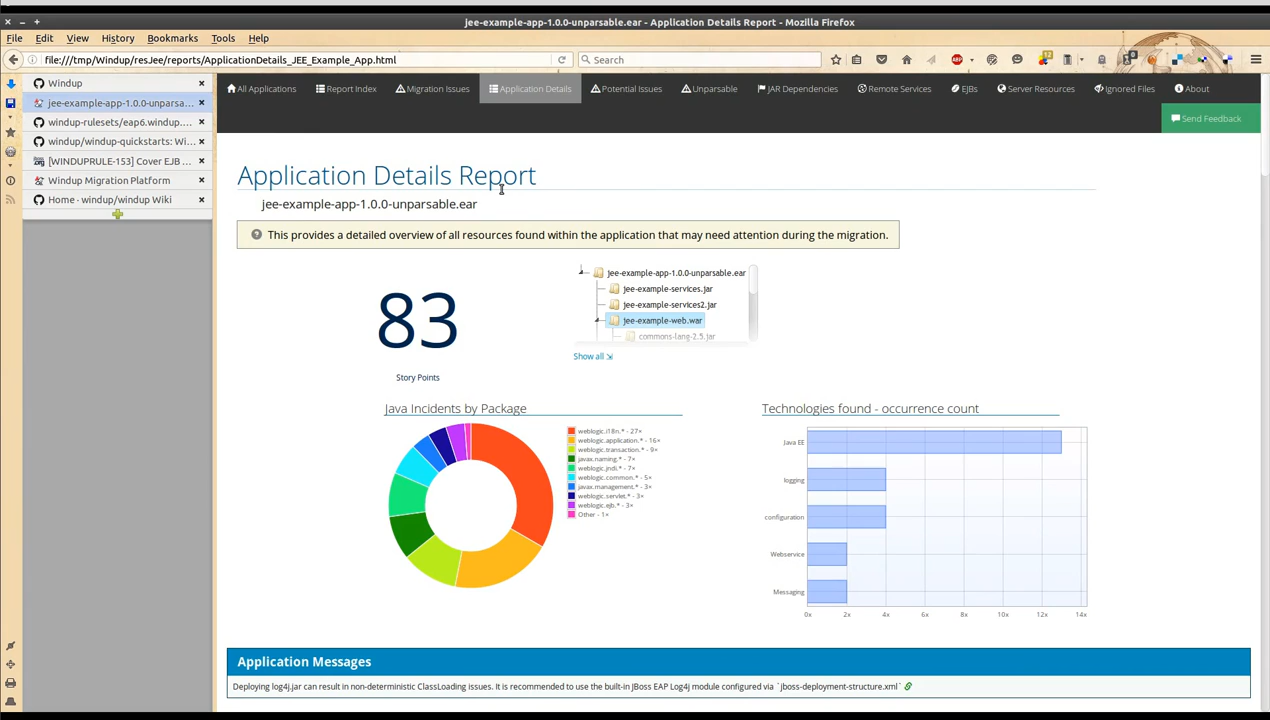 jee-example-app-1.0.0-unparsable.ear - Application Details Report - Mozilla Firefox
File Edit View History Bookmarks Tools Help
file:///tmp/Windup/resJee/reports/ApplicationDetails_JEE_Example_App.html
Search
Windup
jee-example-app-1.0.0-unparsa...
windup-rulesets/eap6.windup....
windup/windup-quickstarts: Wi...
[WINDUPRULE-153] Cover EJB ...
Windup Migration Platform
Home · windup/windup Wiki
All Applications Report Index Migration Issues Application Details Potential Issues Unparsable JAR Dependencies Remote Services EJBs Server Resources Ignored Files About
Send Feedback
Application Details Report
jee-example-app-1.0.0-unparsable.ear
This provides a detailed overview of all resources found within the application that may need attention during the migration.
83
Story Points
jee-example-app-1.0.0-unparsable.ear
jee-example-services.jar
jee-example-services2.jar
jee-example-web.war
commons-lang-2.5.jar
Show all
Java Incidents by Package
weblogic.i18n.* - 27×
weblogic.application.* - 16×
weblogic.transaction.* - 9×
javax.naming.* - 7×
weblogic.jndi.* - 7×
weblogic.common.* - 5×
javax.management.* - 3×
weblogic.servlet.* - 3×
weblogic.ejb.* - 3×
Other - 1×
Technologies found - occurrence count
Java EE
logging
configuration
Webservice
Messaging
0x 2x 4x 6x 8x 10x 12x 14x
Application Messages
Deploying log4j.jar can result in non-deterministic ClassLoading issues. It is recommended to use the built-in JBoss EAP Log4j module configured via `jboss-deployment-structure.xml`